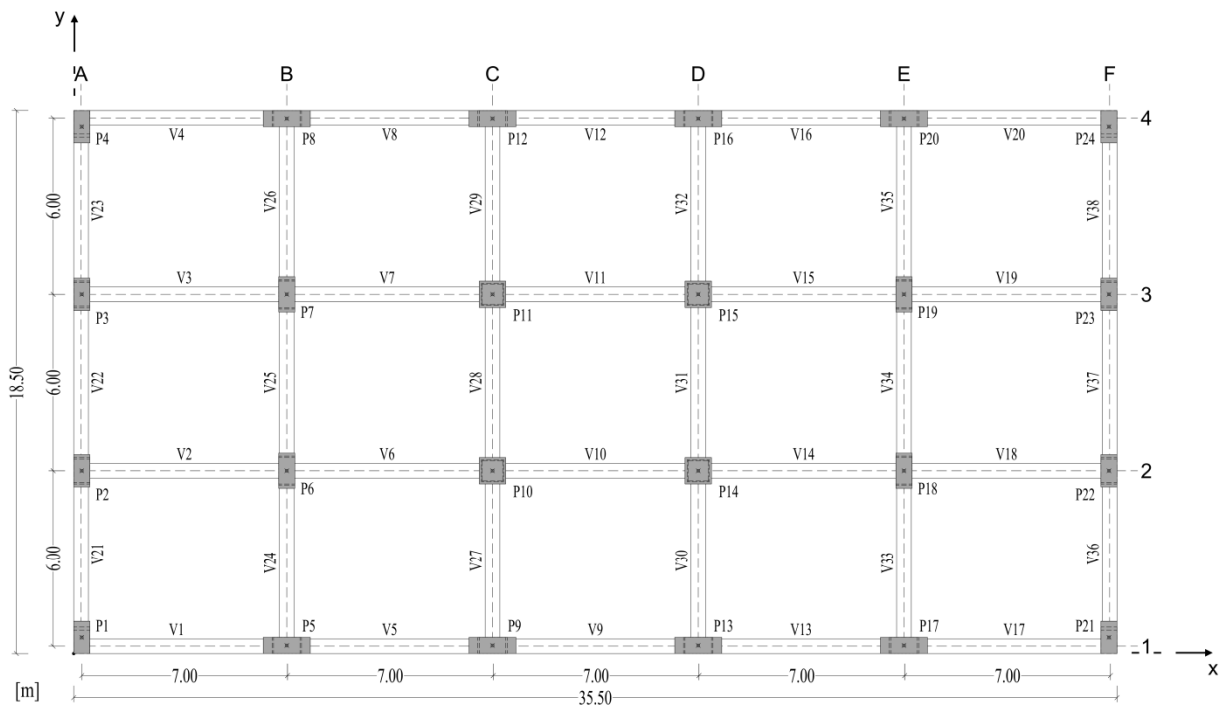 y
A B C D E F
P4 V4 P8 V8 P12 V12 P16 V16 P20 V20 P24 4
6.00 V23 V26 V29 V32 V35 V38
V3 V7 V11 V15 V19
P3 P7 P11 P15 P19 P23 3
18.50 6.00 V22 V25 V28 V31 V34 V37
V2 V6 V10 V14 V18
P2 P6 P10 P14 P18 P22 2
6.00 V21 V24 V27 V30 V33 V36
P1 V1 P5 V5 P9 V9 P13 V13 P17 V17 P21 1
x
7.00 7.00 7.00 7.00 7.00
[m] 35.50